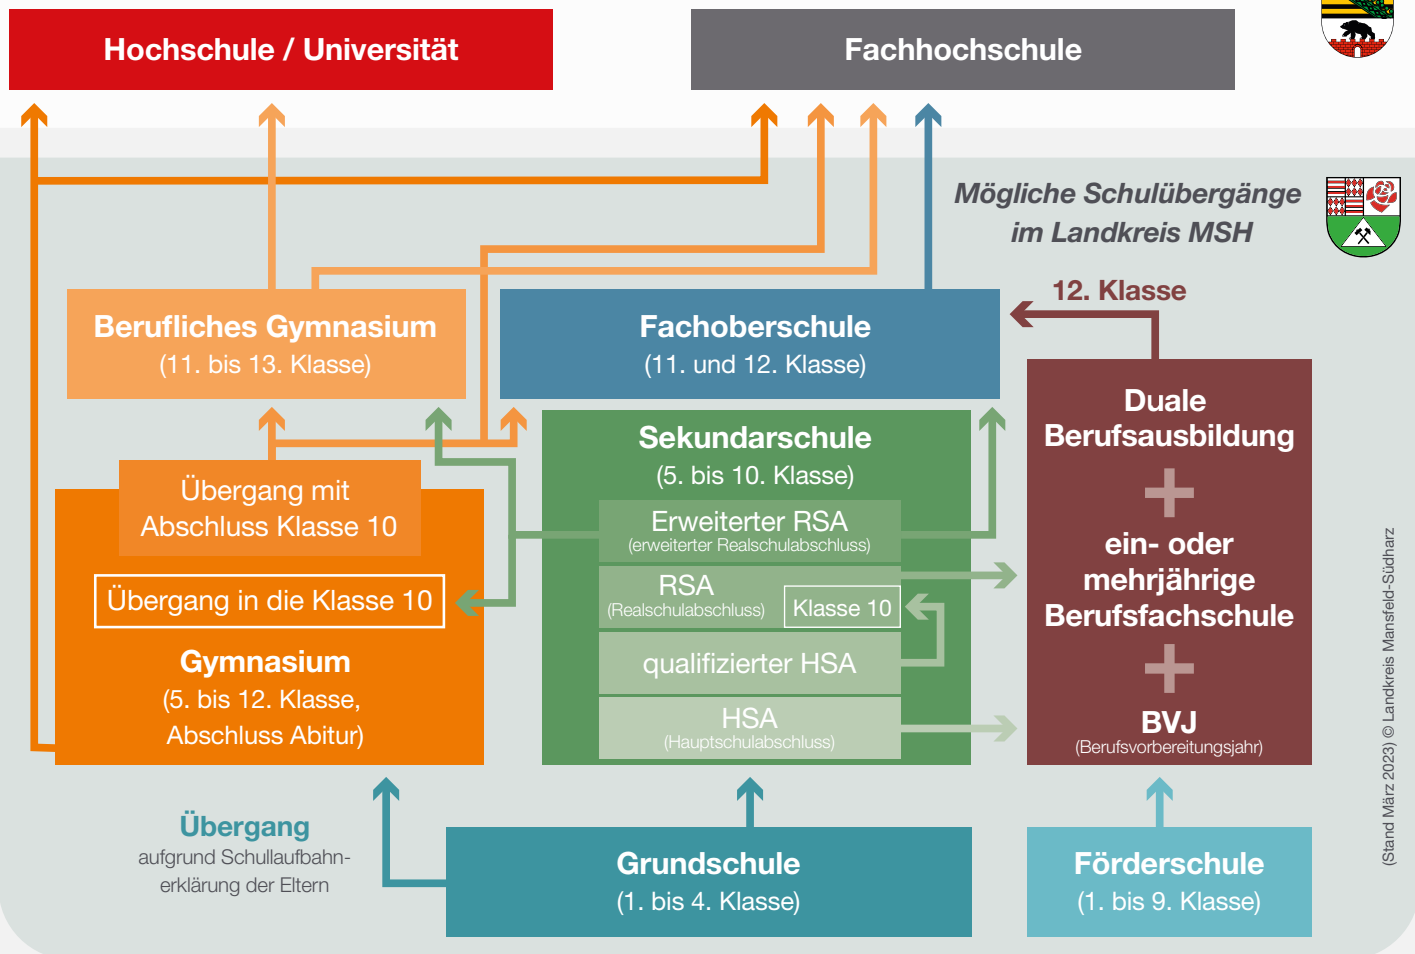 Hochschule / Universität
Fachhochschule
Mögliche Schulübergänge
im Landkreis MSH
12. Klasse
Berufliches Gymnasium
(11. bis 13. Klasse)
Fachoberschule
(11. und 12. Klasse)
Duale
Berufsausbildung
+
ein- oder
mehrjährige
Berufsfachschule
+
BVJ
(Berufsvorbereitungsjahr)
Sekundarschule
(5. bis 10. Klasse)
Erweiterter RSA
(erweiterter Realschulabschluss)
RSA
(Realschulabschluss)
Klasse 10
qualifizierter HSA
HSA
(Hauptschulabschluss)
Übergang mit
Abschluss Klasse 10
Übergang in die Klasse 10
Gymnasium
(5. bis 12. Klasse,
Abschluss Abitur)
Übergang
aufgrund Schullaufbahn-
erklärung der Eltern
Grundschule
(1. bis 4. Klasse)
Förderschule
(1. bis 9. Klasse)
(Stand März 2023) © Landkreis Mansfeld-Südharz